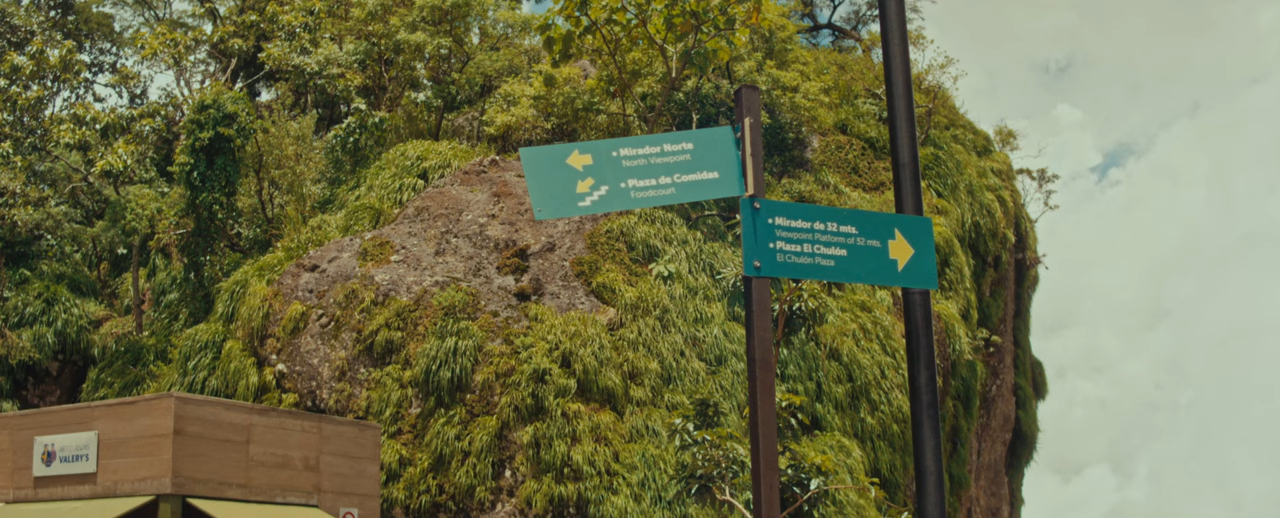 • Mirador Norte
North Viewpoint
• Plaza de Comidas
Foodcourt
• Mirador de 32 mts.
Viewpoint Platform of 32 mts.
• Plaza El Chulón
El Chulón Plaza
VALERY'S